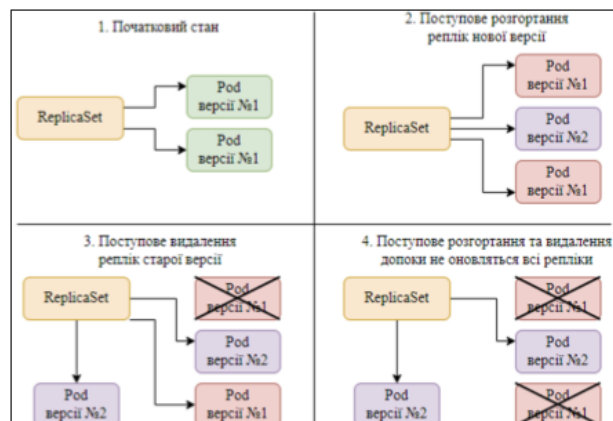 1. Початковий стан
ReplicaSet
Pod
версії №1
Pod
версії №1
2. Поступове розгортання
реплік нової версії
ReplicaSet
Pod
версії №1
Pod
версії №2
Pod
версії №1
3. Поступове видалення
реплік старої версії
ReplicaSet
Pod
версії №1
Pod
версії №2
Pod
версії №2
Pod
версії №1
4. Поступове розгортання та видалення
допоки не оновляться всі репліки
ReplicaSet
Pod
версії №1
Pod
версії №2
Pod
версії №2
Pod
версії №1